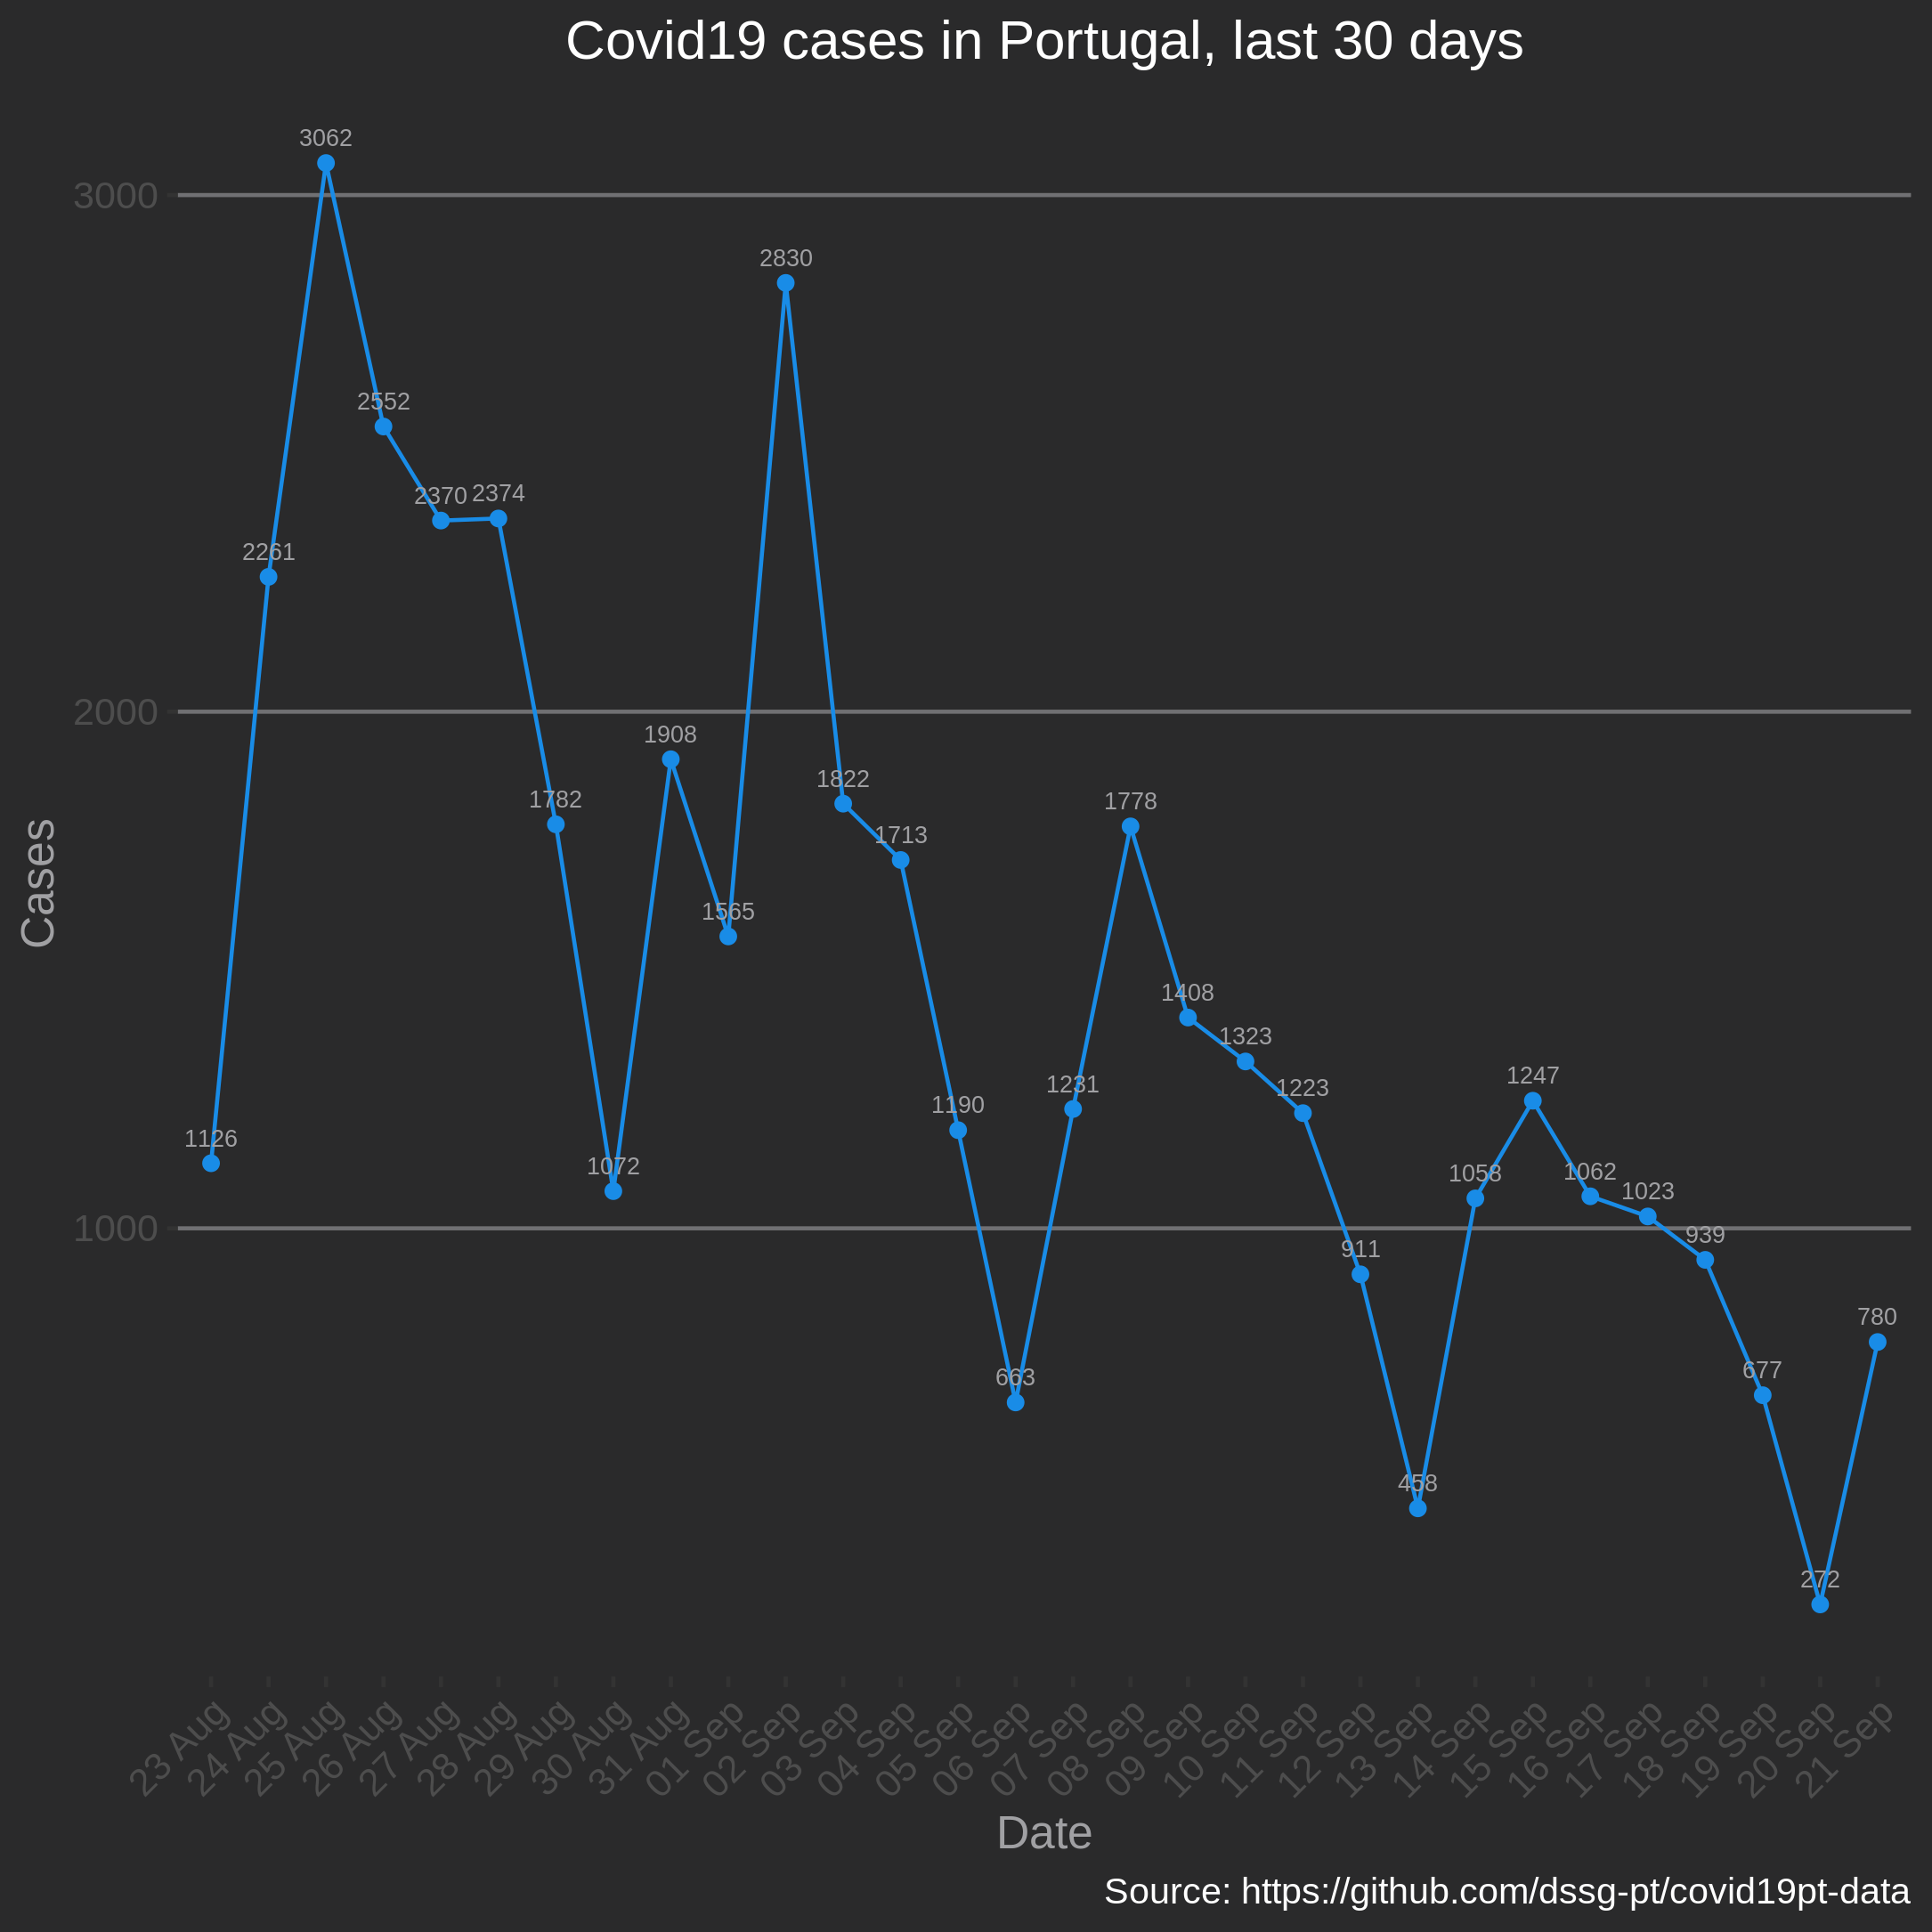 Covid19 cases in Portugal, last 30 days
3062
3000
2830
2552
2370 2374
2261
2000
1908
1782
1822
1778
1713
1565
1408
1323
1247
1223
1231
1190
1126
1072
1058
1062
1023
1000
939
911
780
677
663
458
272
Cases
23 Aug
24 Aug
25 Aug
26 Aug
27 Aug
28 Aug
29 Aug
30 Aug
31 Aug
01 Sep
02 Sep
03 Sep
04 Sep
05 Sep
06 Sep
07 Sep
08 Sep
09 Sep
10 Sep
11 Sep
12 Sep
13 Sep
14 Sep
15 Sep
16 Sep
17 Sep
18 Sep
19 Sep
20 Sep
21 Sep
Date
Source: https://github.com/dssg-pt/covid19pt-data